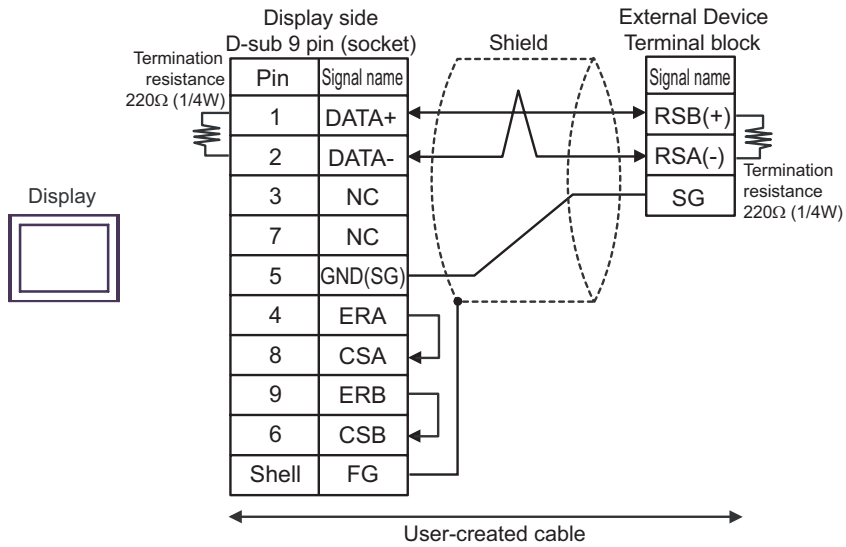 Display side
D-sub 9 pin (socket)
Shield
External Device
Terminal block
Termination
resistance
220Ω (1/4W)
Pin Signal name
Signal name
1 DATA+
RSB(+)
2 DATA-
RSA(-)
Termination
resistance
220Ω (1/4W)
3 NC
SG
Display
7 NC
5 GND(SG)
4 ERA
8 CSA
9 ERB
6 CSB
Shell FG
User-created cable